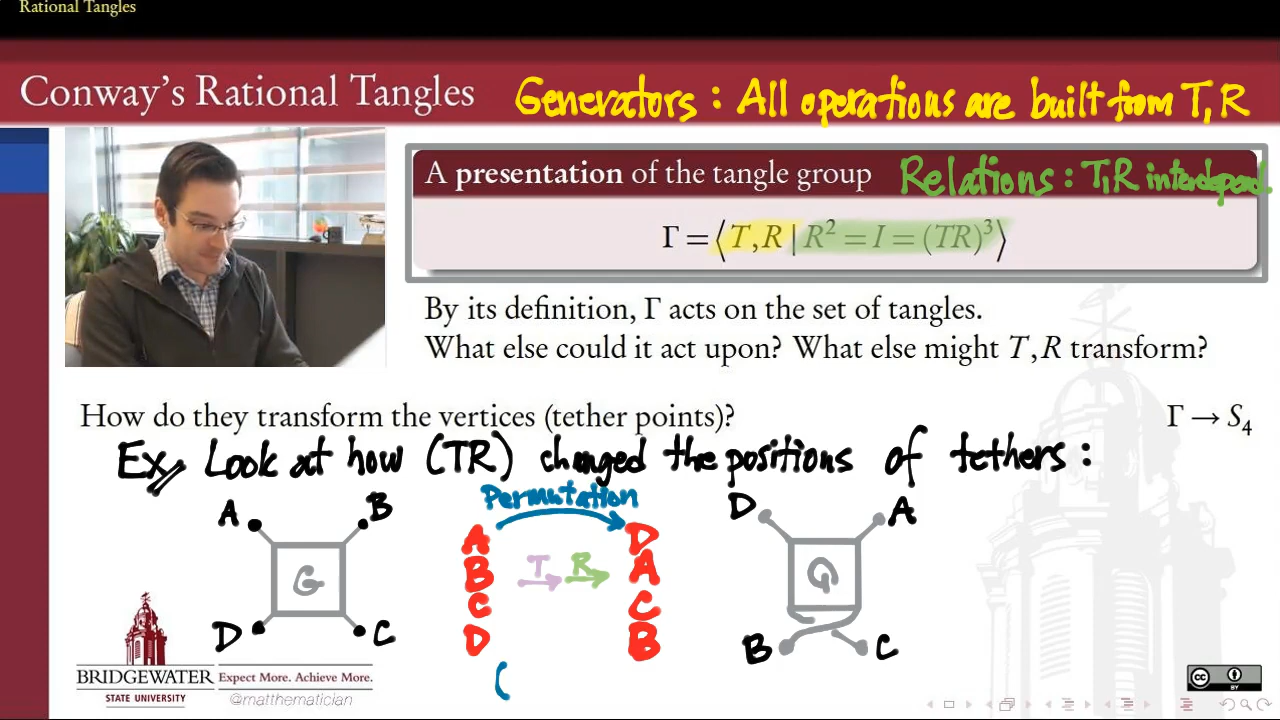 Rational Tangles
Conway's Rational Tangles
Generators : All operations are built from T, R
A presentation of the tangle group
Relations : T, R interdepend.
Γ = ⟨T, R | R² = I = (TR)³⟩
By its definition, Γ acts on the set of tangles.
What else could it act upon? What else might T, R transform?
How do they transform the vertices (tether points)?
Γ → S₄
Ex Look at how (TR) changed the positions of tethers :
A B
G
D C
Permutation
A D
B T R A
C C
D B
(
D A
G
B C
BRIDGEWATER
STATE UNIVERSITY
Expect More. Achieve More.
@matthematician
cc BY